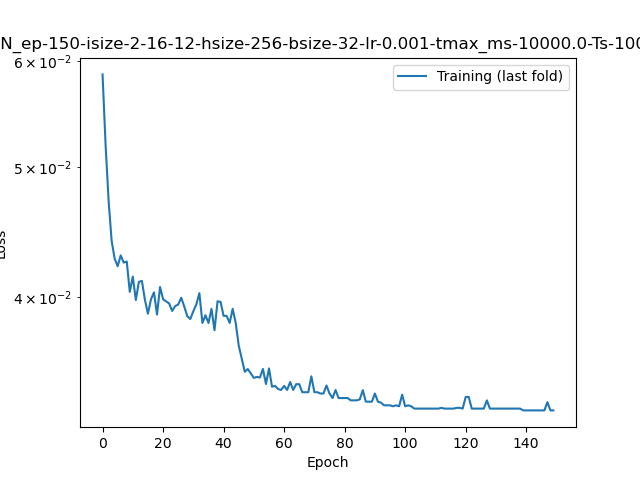 N_ep-150-isize-2-16-12-hsize-256-bsize-32-lr-0.001-tmax_ms-10000.0-Ts-100
6 × 10⁻²
Training (last fold)
5 × 10⁻²
Loss
4 × 10⁻²
0 20 40 60 80 100 120 140
Epoch